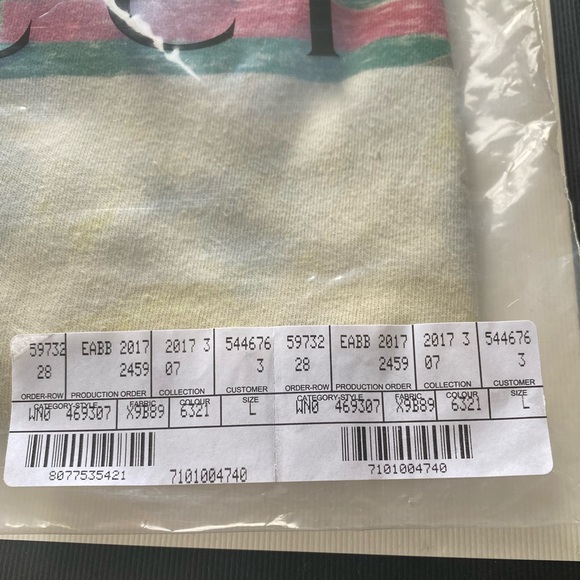 CCI
59732 EABB 2017 2017 3 544676 59732 EABB 2017 2017 3 544676
28 2459 07 3 28 2459 07 3
ORDER-ROW PRODUCTION ORDER COLLECTION CUSTOMER ORDER-ROW PRODUCTION ORDER COLLECTION CUSTOMER
CATEGORY-STYLE FABRIC COLOUR SIZE CATEGORY-STYLE FABRIC COLOUR SIZE
WN0 469307 X9B89 6321 L WN0 469307 X9B89 6321 L
8077535421 7101004740 7101004740